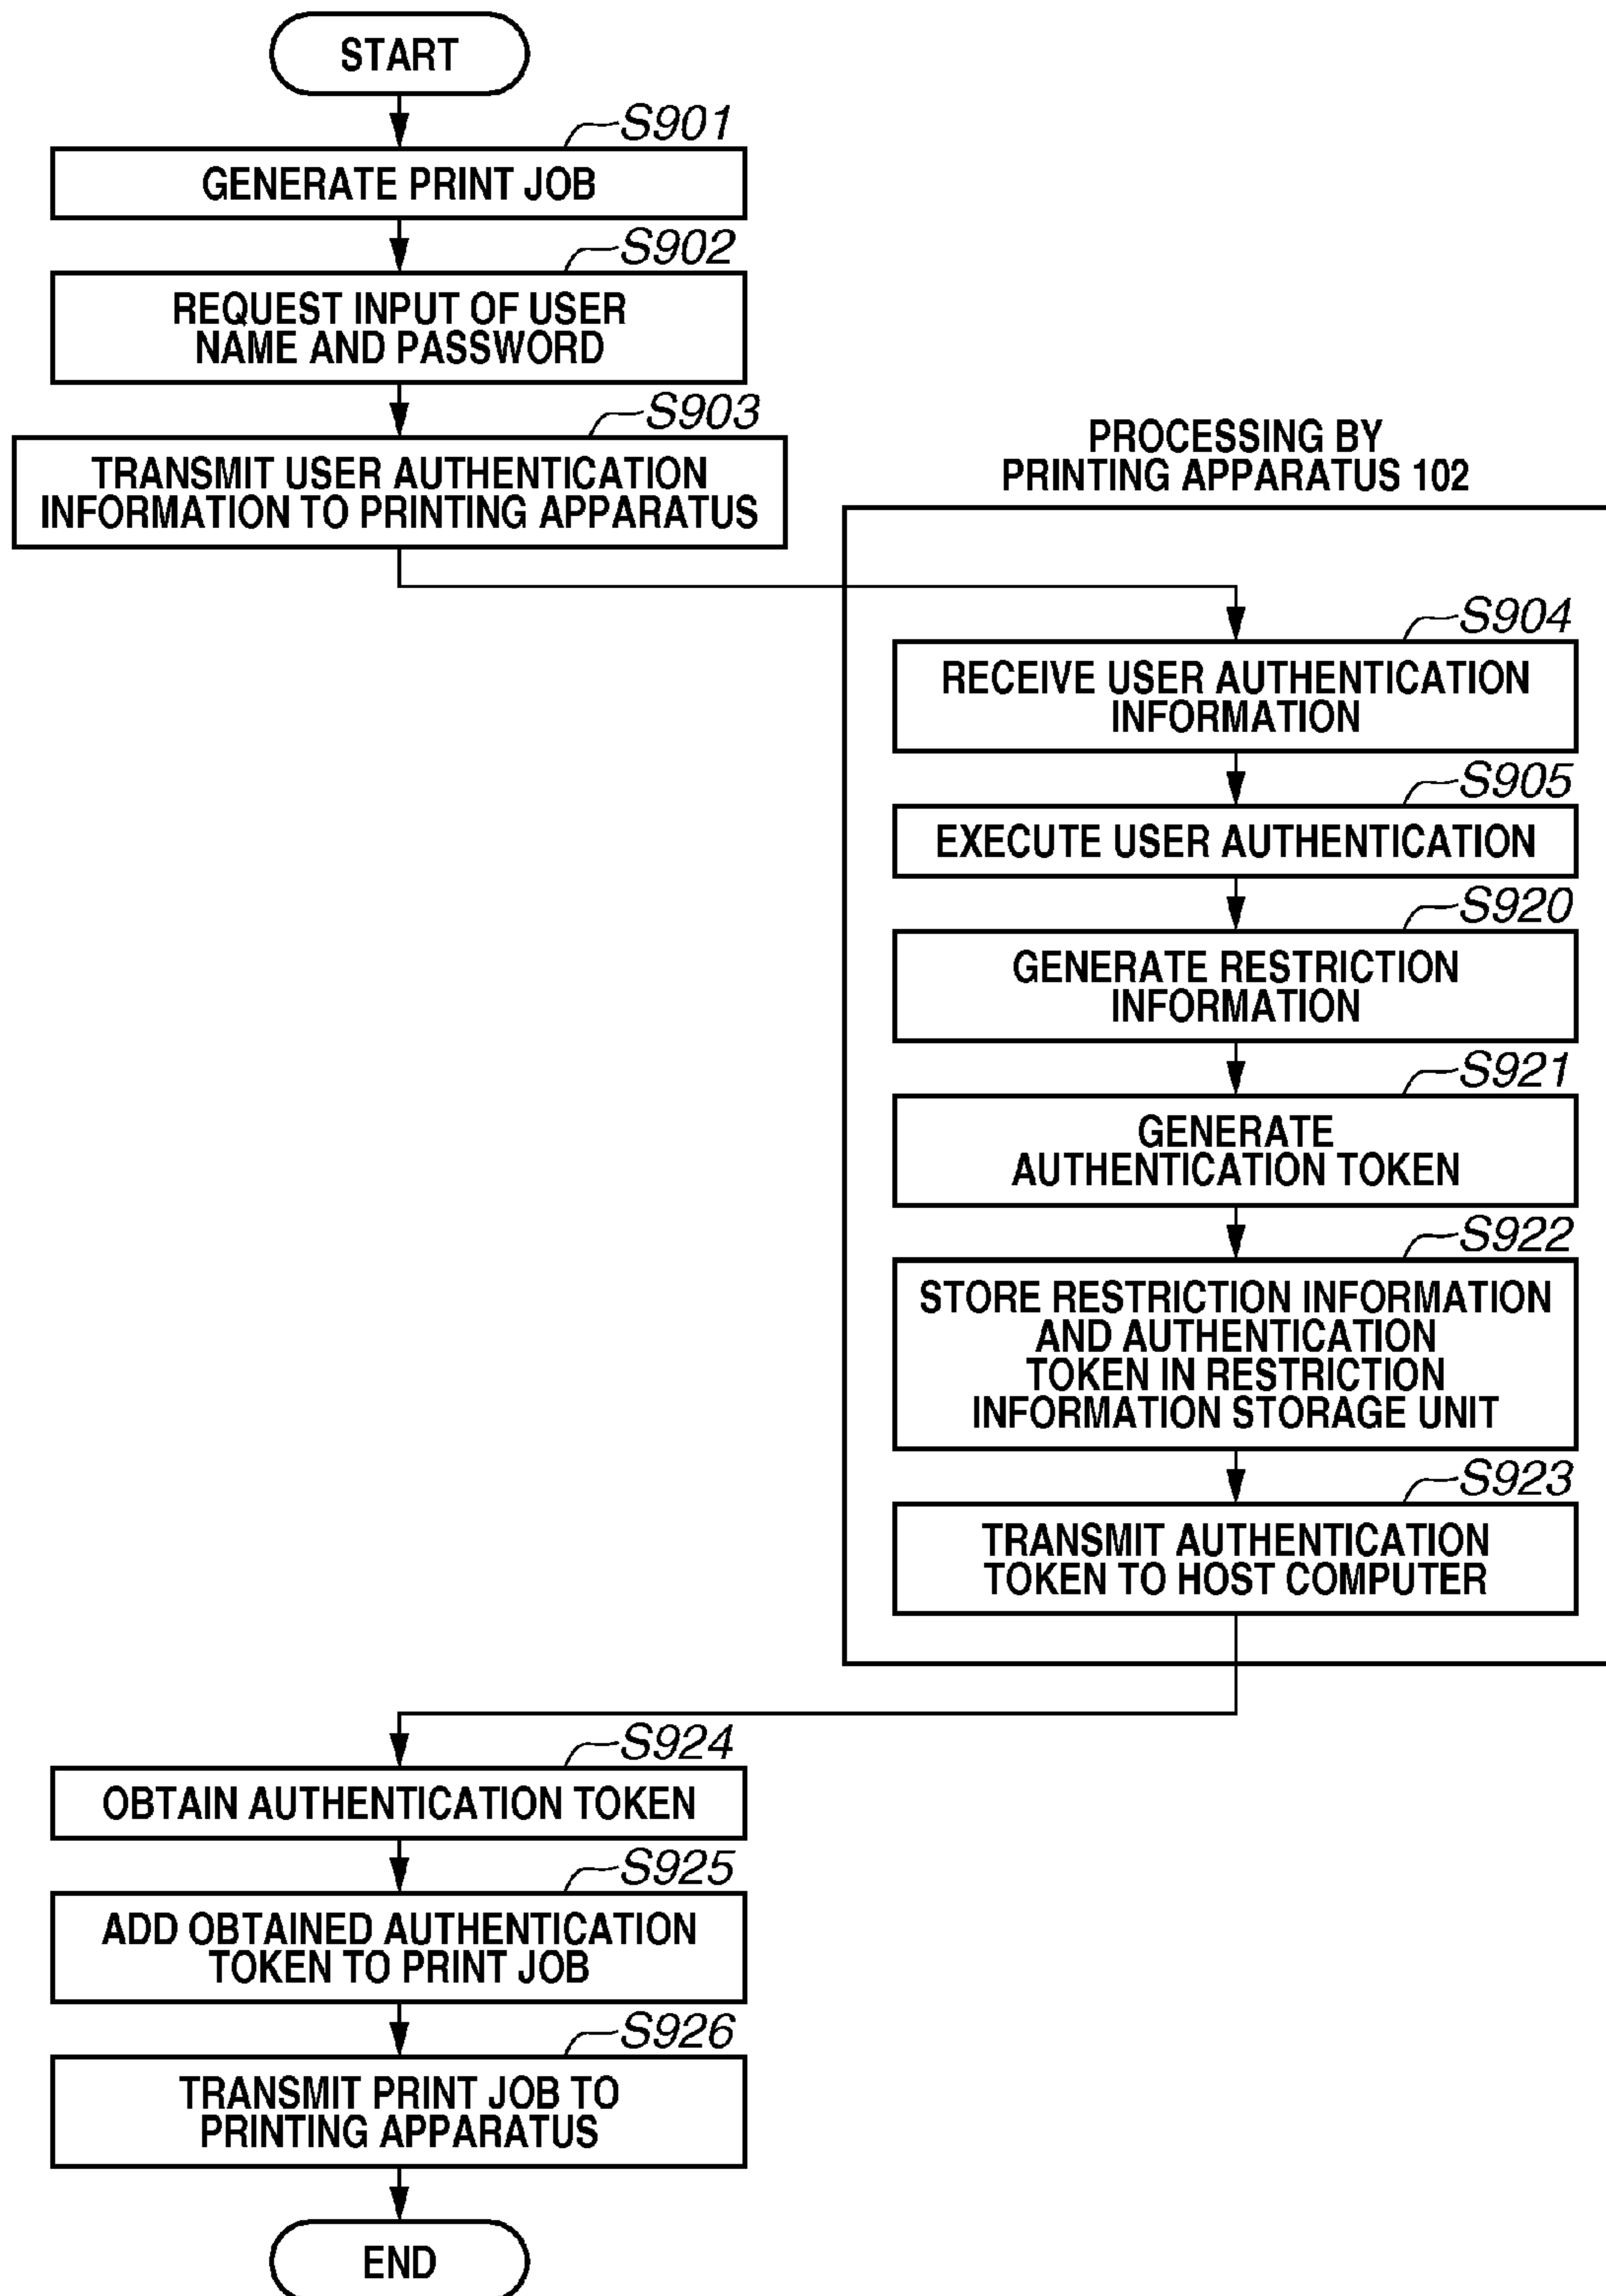 START
S901
GENERATE PRINT JOB
S902
REQUEST INPUT OF USER
NAME AND PASSWORD
S903
TRANSMIT USER AUTHENTICATION
INFORMATION TO PRINTING APPARATUS
PROCESSING BY
PRINTING APPARATUS 102
S904
RECEIVE USER AUTHENTICATION
INFORMATION
S905
EXECUTE USER AUTHENTICATION
S920
GENERATE RESTRICTION
INFORMATION
S921
GENERATE
AUTHENTICATION TOKEN
S922
STORE RESTRICTION INFORMATION
AND AUTHENTICATION
TOKEN IN RESTRICTION
INFORMATION STORAGE UNIT
S923
TRANSMIT AUTHENTICATION
TOKEN TO HOST COMPUTER
S924
OBTAIN AUTHENTICATION TOKEN
S925
ADD OBTAINED AUTHENTICATION
TOKEN TO PRINT JOB
S926
TRANSMIT PRINT JOB TO
PRINTING APPARATUS
END